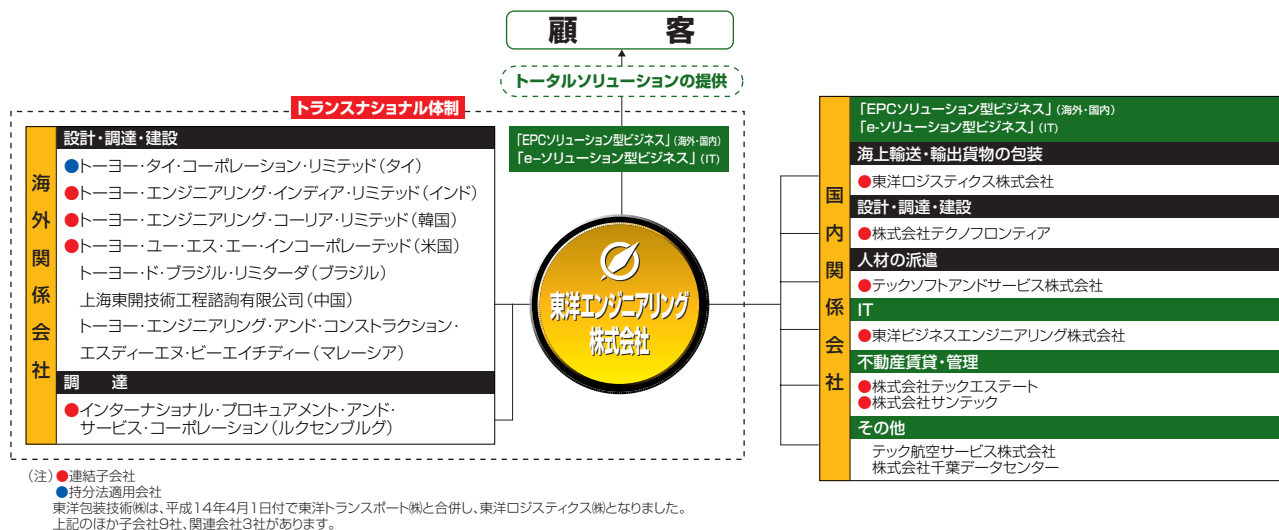 顧 客
トータルソリューションの提供
トランスナショナル体制
「EPCソリューション型ビジネス」(海外・国内)
「e-ソリューション型ビジネス」(IT)
海外関係会社
設計・調達・建設
●トーヨー・タイ・コーポレーション・リミテッド(タイ)
●トーヨー・エンジニアリング・インディア・リミテッド(インド)
●トーヨー・エンジニアリング・コーリア・リミテッド(韓国)
●トーヨー・ユー・エス・エー・インコーポレーテッド(米国)
トーヨー・ド・ブラジル・リミターダ(ブラジル)
上海東開技術工程諮詢有限公司(中国)
トーヨー・エンジニアリング・アンド・コンストラクション・
エスディーエヌ・ビーエイチディー(マレーシア)
調 達
●インターナショナル・プロキュアメント・アンド・
サービス・コーポレーション(ルクセンブルグ)
東洋エンジニアリング
株式会社
国内関係会社
「EPCソリューション型ビジネス」(海外・国内)
「e-ソリューション型ビジネス」(IT)
海上輸送・輸出貨物の包装
●東洋ロジスティクス株式会社
設計・調達・建設
●株式会社テクノフロンティア
人材の派遣
●テックソフトアンドサービス株式会社
IT
●東洋ビジネスエンジニアリング株式会社
不動産賃貸・管理
●株式会社テックエステート
●株式会社サンテック
その他
テック航空サービス株式会社
株式会社千葉データセンター
(注)●連結子会社
●持分法適用会社
東洋包装技術㈱は、平成14年4月1日付で東洋トランスポート㈱と合併し、東洋ロジスティクス㈱となりました。
上記のほか子会社9社、関連会社3社があります。